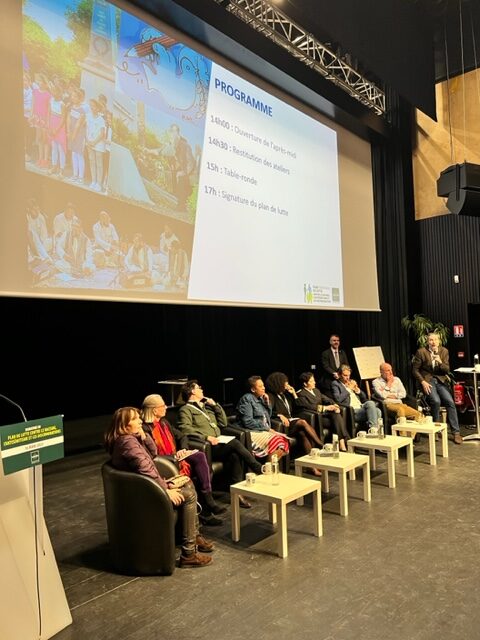 PROGRAMME
14h00 : Ouverture de l'après-midi
14h30 : Restitution des ateliers
15h : Table-ronde
17h : Signature du plan de lutte
PLAN DE LUTTE CONTRE LE RACISME,
L'ANTISÉMITISME ET LES DISCRIMINATIONS